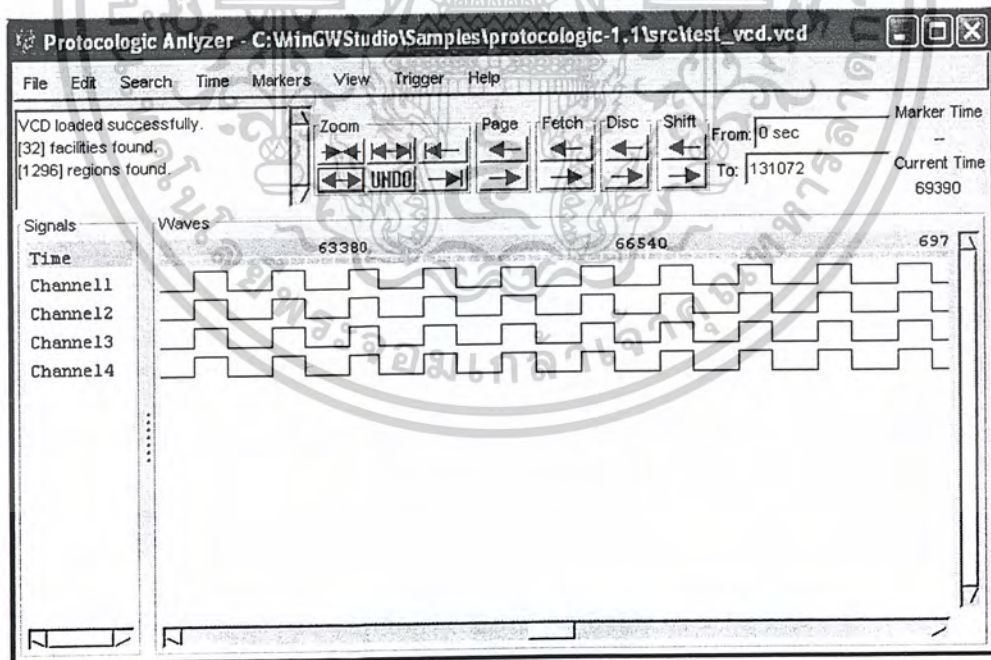 Protocologic Anlyzer - C:\MinGWStudio\Samples\protocologic-1.1\src\test_vcd.vcd
File Edit Search Time Markers View Trigger Help
VCD loaded successfully.
[32] facilities found.
[1296] regions found.
Zoom Page Fetch Disc Shift
UNDO
From: 0 sec
To: 131072
Marker Time
--
Current Time
69390
Signals
Waves
Time
63380 66540 697
Channel1
Channel2
Channel3
Channel4